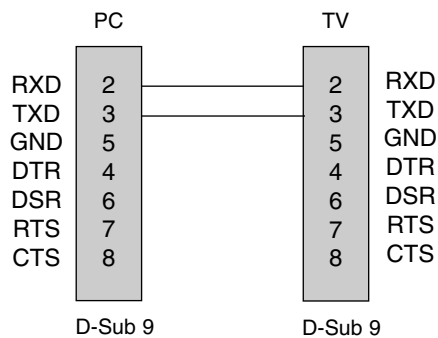 PC TV
RXD 2 2 RXD
TXD 3 3 TXD
GND 5 5 GND
DTR 4 4 DTR
DSR 6 6 DSR
RTS 7 7 RTS
CTS 8 8 CTS
D-Sub 9 D-Sub 9